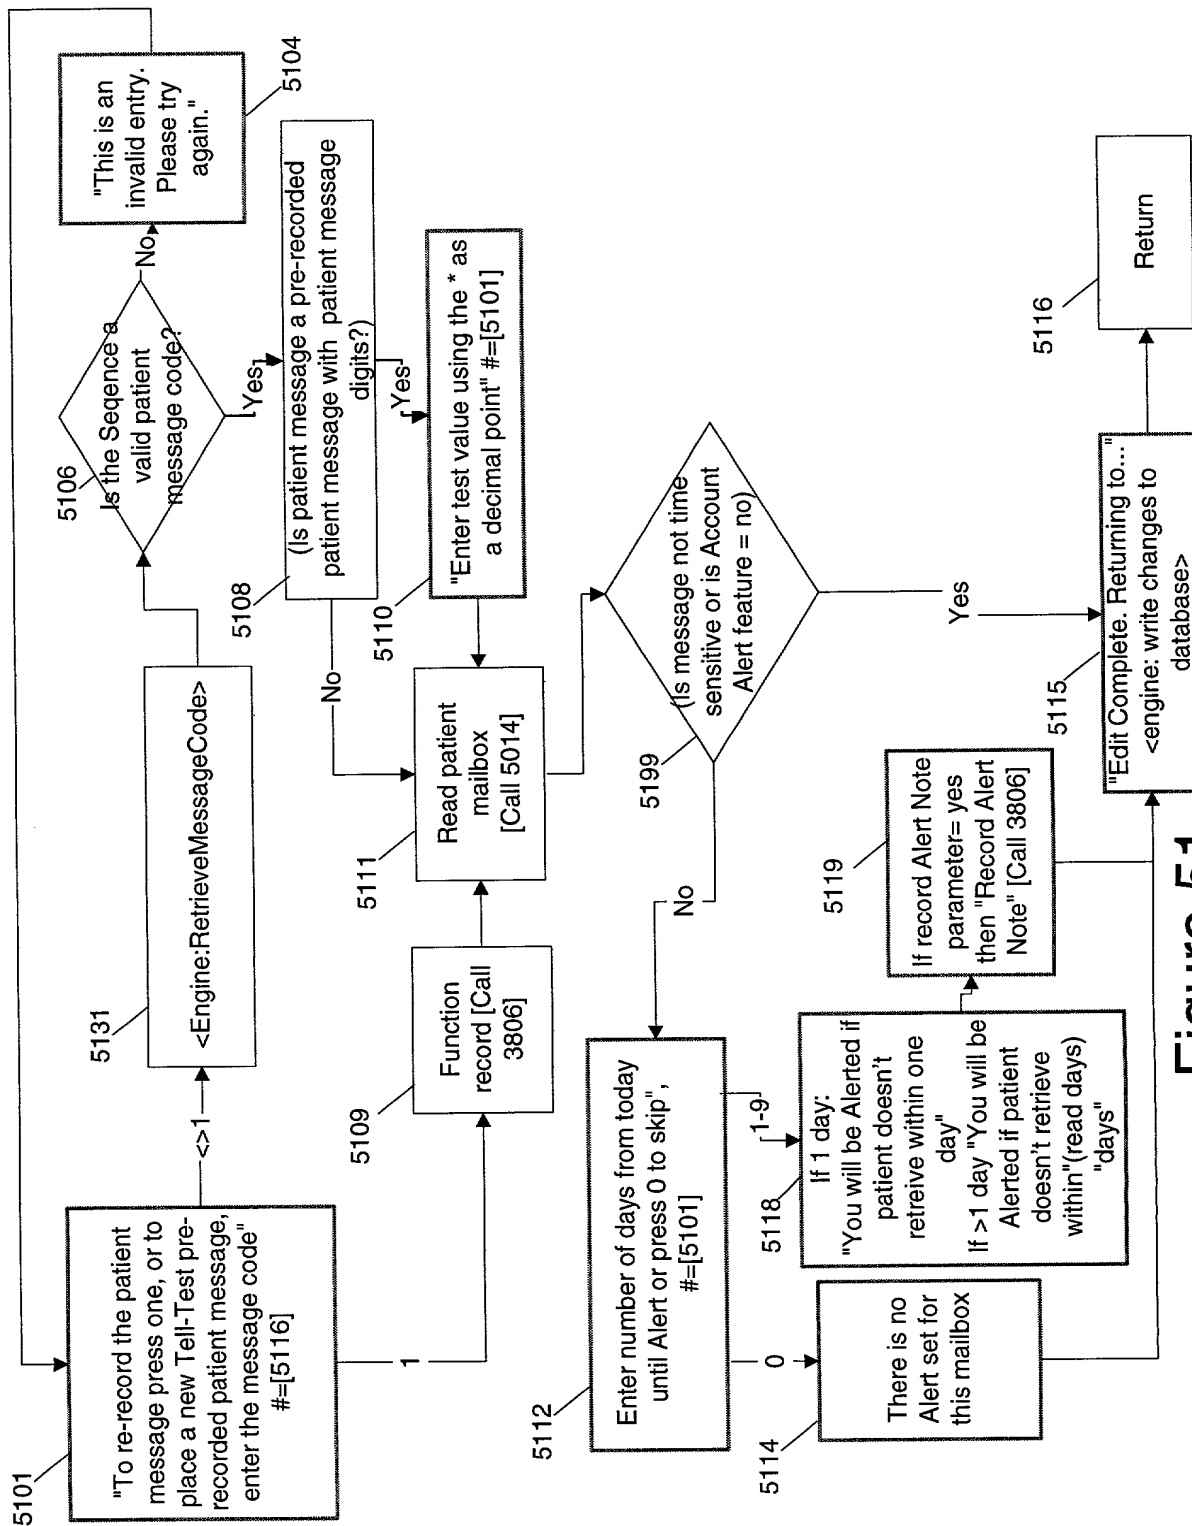 5101
"To re-record the patient
message press one, or to
place a new Tell-Test pre-
recorded patient message,
enter the message code"
#=[5116]
<>1
5131
<Engine:RetrieveMessageCode>
5106
Is the Seqence a
valid patient
message code?
No
"This is an
invalid entry.
Please try
again."
5104
Yes
5108
(Is patient message a pre-recorded
patient message with patient message
digits?)
1
5109
Function
record [Call
3806]
No
Yes
5111
Read patient
mailbox
[Call 5014]
5110
"Enter test value using the * as
a decimal point" #=[5101]
5199
(Is message not time
sensitive or is Account
Alert feature = no)
No
Yes
5112
Enter number of days from today
until Alert or press 0 to skip",
#=[5101]
0
1-9
5114
There is no
Alert set for
this mailbox
5118
If 1 day:
"You will be Alerted if
patient doesn't
retreive within one
day"
If >1 day "You will be
Alerted if patient
doesn't retrieve
within"(read days)
"days"
5119
If record Alert Note
parameter= yes
then "Record Alert
Note" [Call 3806]
5115
"Edit Complete. Returning to..."
<engine: write changes to
database>
5116
Return
Figure 51